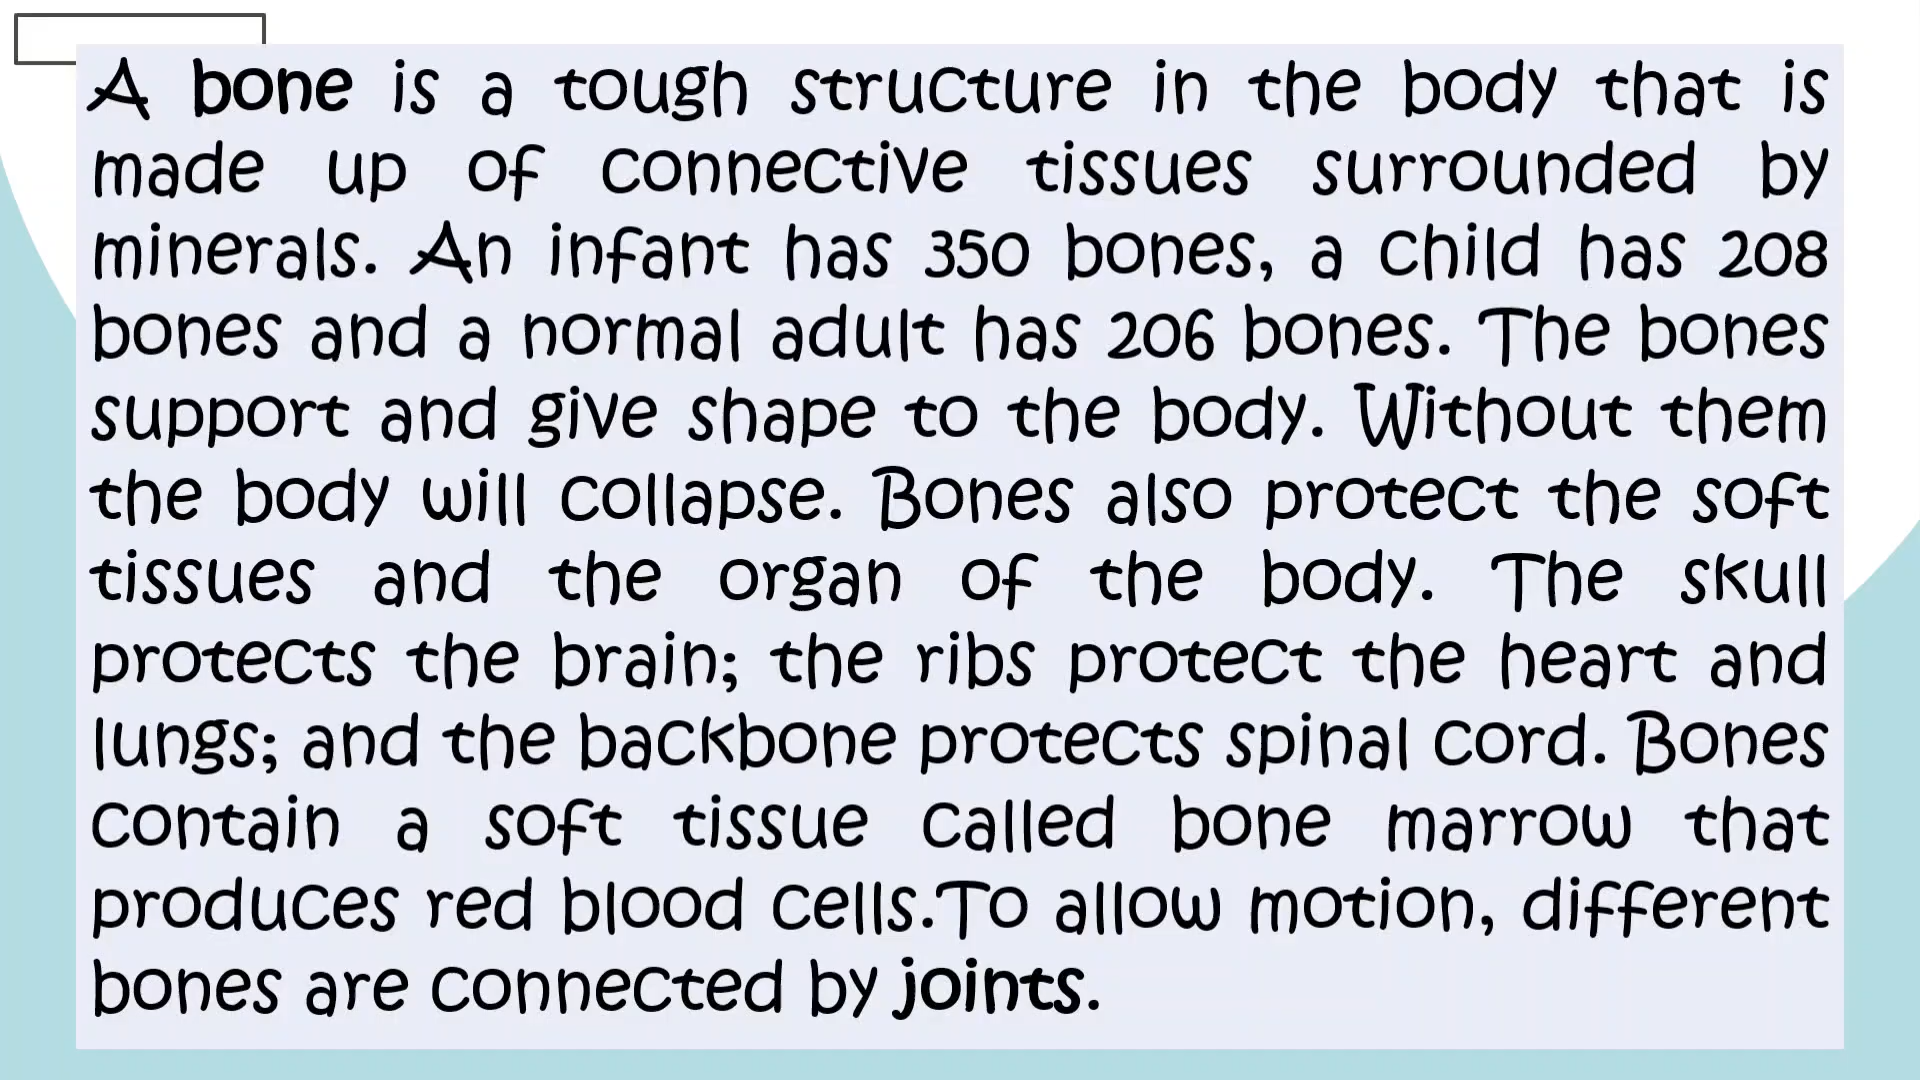 A bone is a tough structure in the body that is
made up of connective tissues surrounded by
minerals. An infant has 350 bones, a child has 208
bones and a normal adult has 206 bones. The bones
support and give shape to the body. Without them
the body will collapse. Bones also protect the soft
tissues and the organ of the body. The skull
protects the brain; the ribs protect the heart and
lungs; and the backbone protects spinal cord. Bones
contain a soft tissue called bone marrow that
produces red blood cells.To allow motion, different
bones are connected by joints.